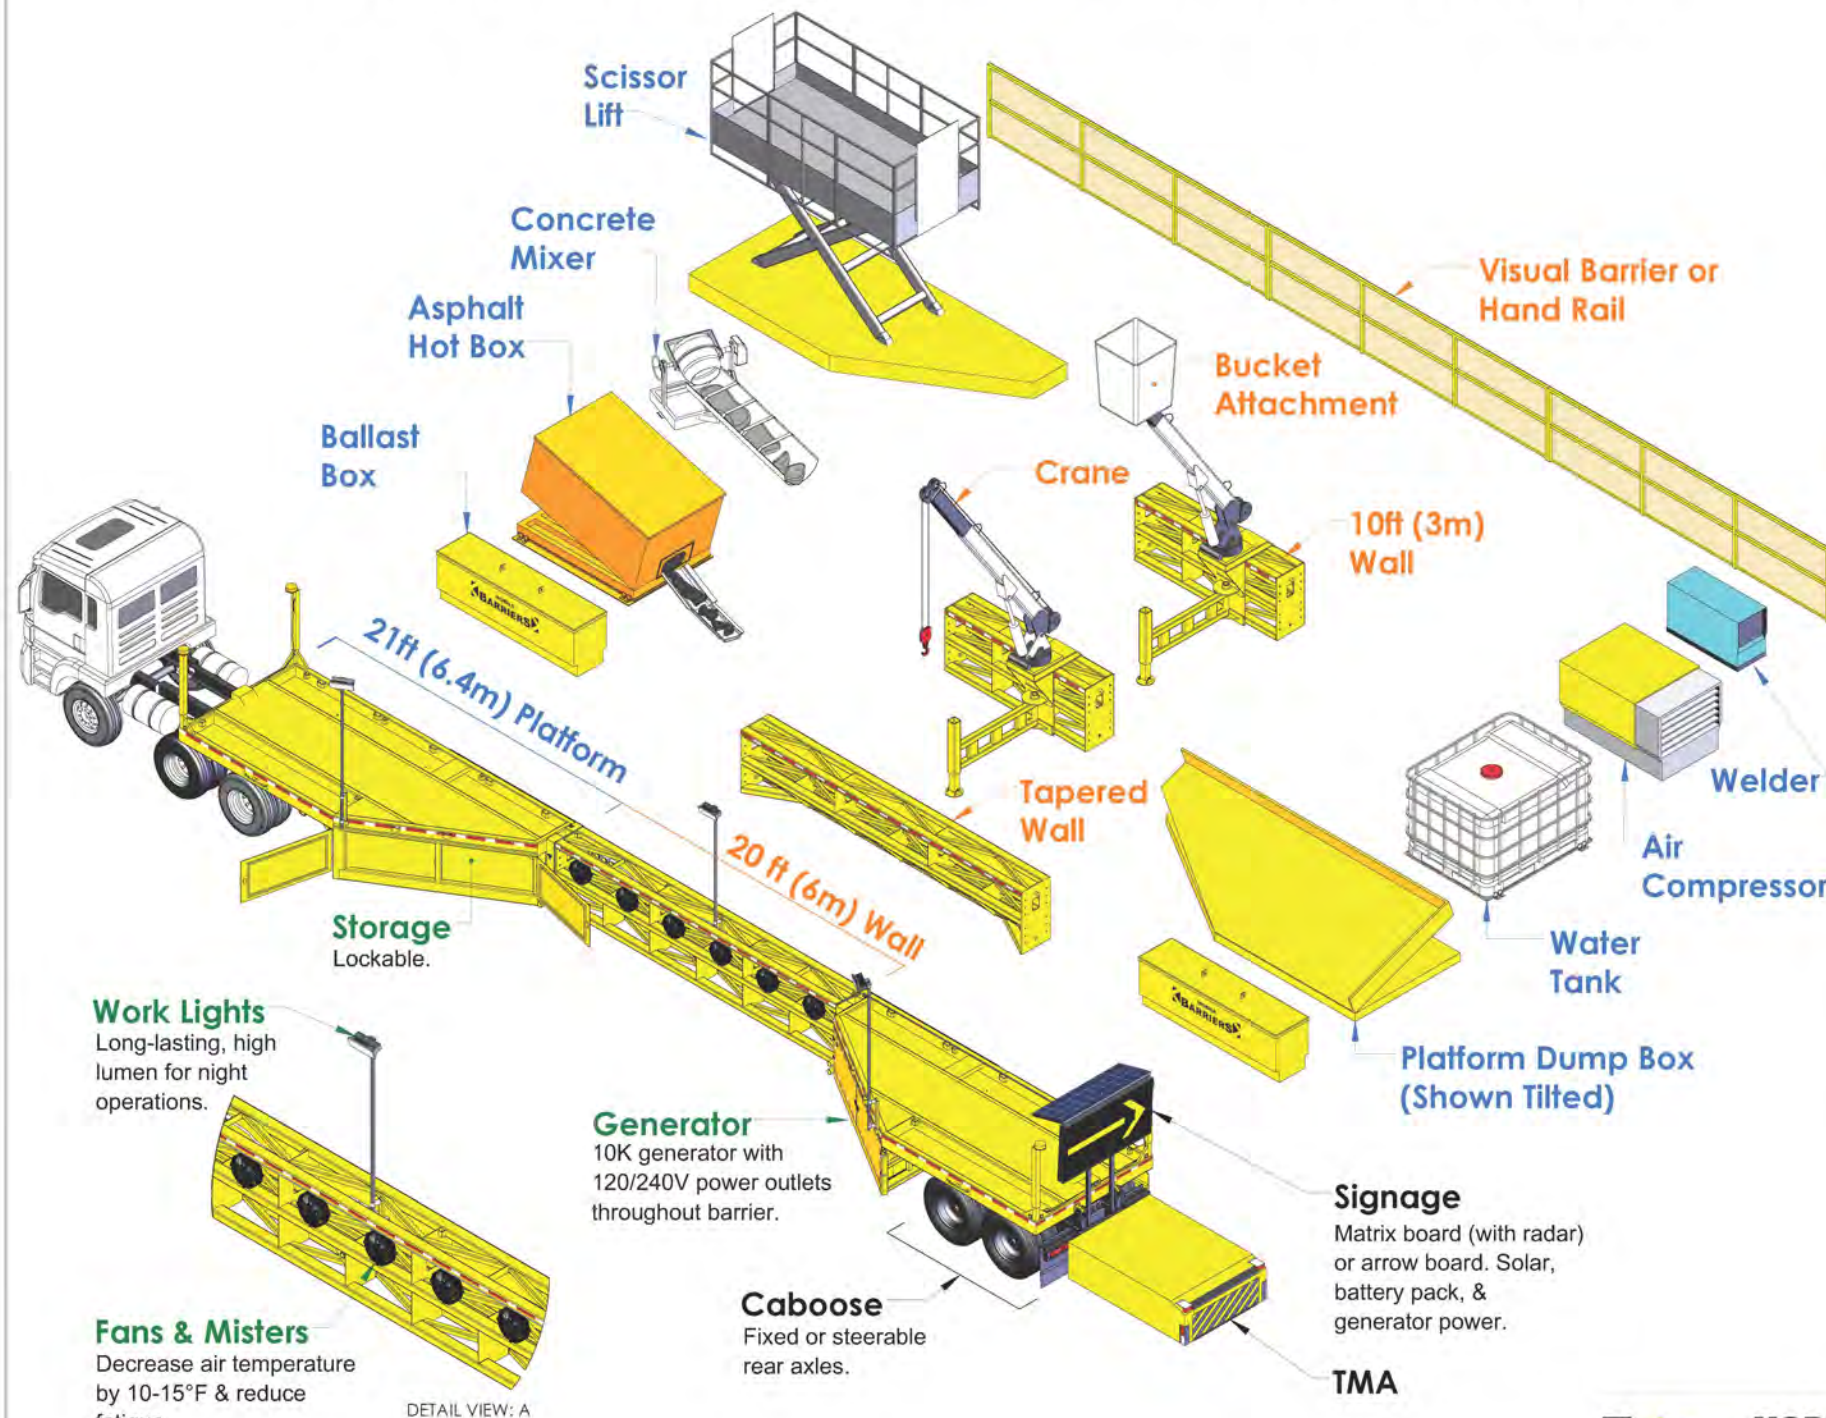 Scissor
Lift
Concrete
Mixer
Asphalt
Hot Box
Ballast
Box
Visual Barrier or
Hand Rail
Bucket
Attachment
Crane
10ft (3m)
Wall
BARRIERS
21ft (6.4m) Platform
20 ft (6m) Wall
Tapered
Wall
Welder
Air
Compressor
Water
Tank
BARRIERS
Platform Dump Box
(Shown Tilted)
Storage
Lockable.
Work Lights
Long-lasting, high
lumen for night
operations.
Generator
10K generator with
120/240V power outlets
throughout barrier.
Signage
Matrix board (with radar)
or arrow board. Solar,
battery pack, &
generator power.
Caboose
Fixed or steerable
rear axles.
TMA
Fans & Misters
Decrease air temperature
by 10-15°F & reduce
DETAIL VIEW: A